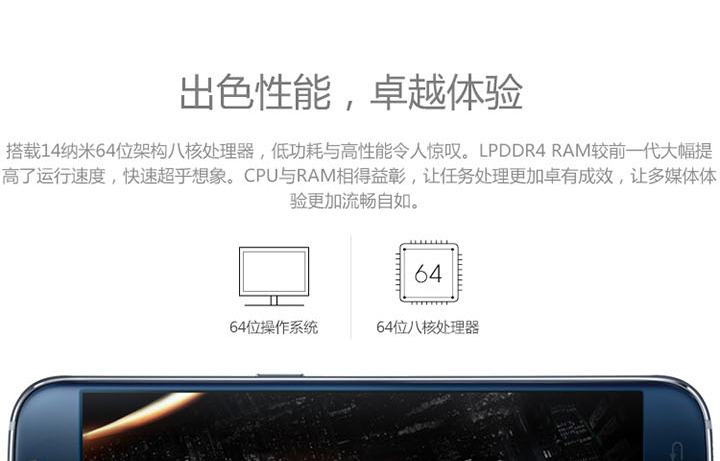 出色性能，卓越体验
搭载14纳米64位架构八核处理器，低功耗与高性能令人惊叹。LPDDR4 RAM较前一代大幅提
高了运行速度，快速超乎想象。CPU与RAM相得益彰，让任务处理更加卓有成效，让多媒体体
验更加流畅自如。
64
64位操作系统
64位八核处理器